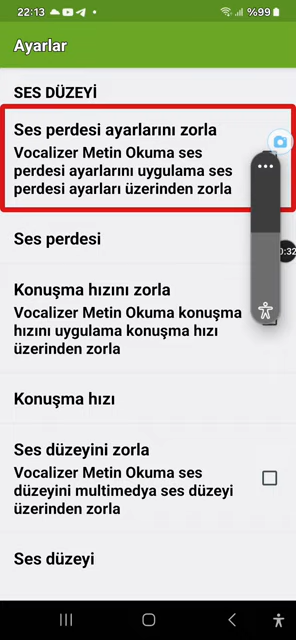 22:13
%99
Ayarlar
SES DÜZEYİ
Ses perdesi ayarlarını zorla
Vocalizer Metin Okuma ses
perdesi ayarlarını uygulama ses
perdesi ayarları üzerinden zorla
Ses perdesi
0:32
Konuşma hızını zorla
Vocalizer Metin Okuma konuşma
hızını uygulama konuşma hızı
üzerinden zorla
Konuşma hızı
Ses düzeyini zorla
Vocalizer Metin Okuma ses
düzeyini multimedya ses düzeyi
üzerinden zorla
Ses düzeyi